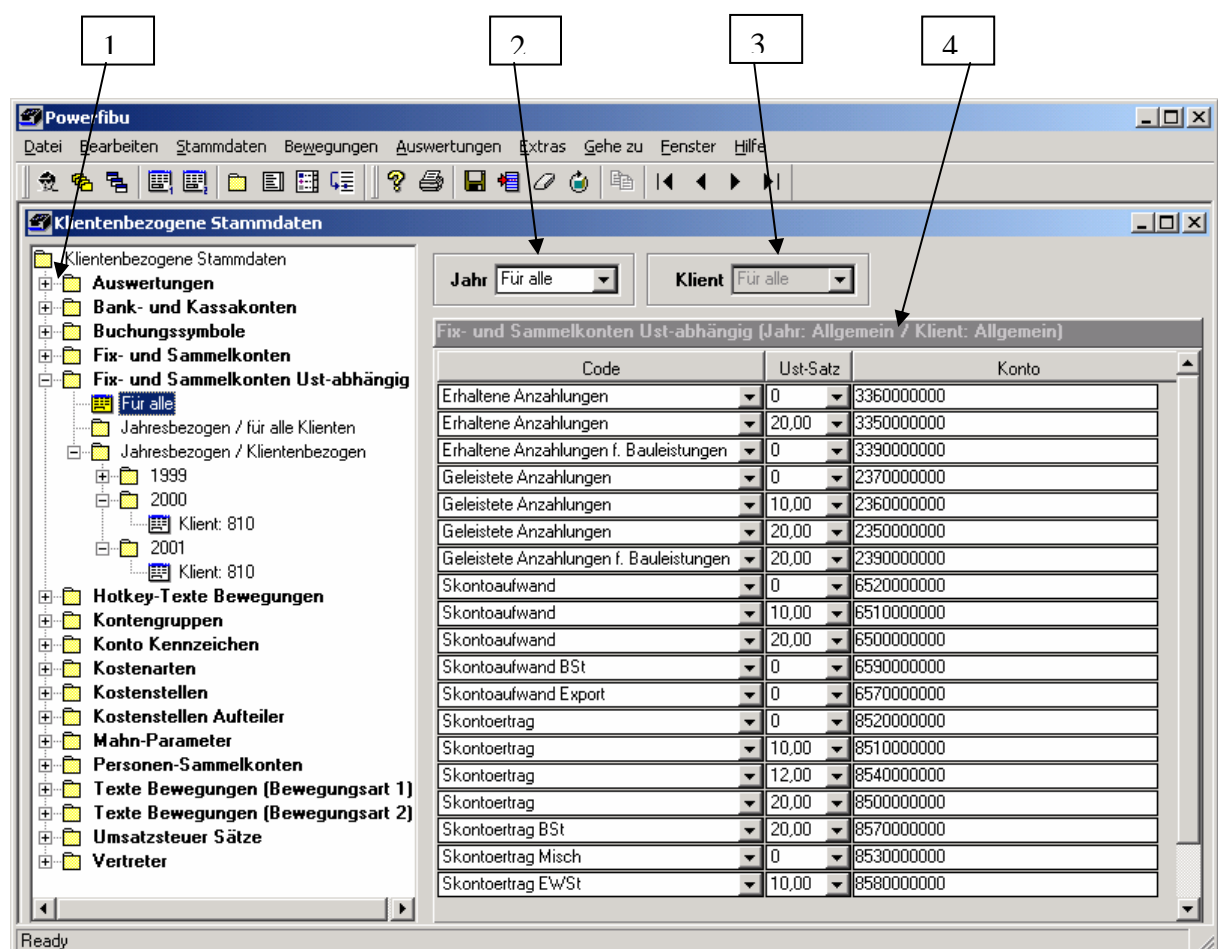 1 2 3 4
Powerfibu
Datei Bearbeiten Stammdaten Bewegungen Auswertungen Extras Gehe zu Fenster Hilfe
Klientenbezogene Stammdaten
Klientenbezogene Stammdaten
Auswertungen
Bank- und Kassakonten
Buchungssymbole
Fix- und Sammelkonten
Fix- und Sammelkonten Ust-abhängig
Für alle
Jahresbezogen / für alle Klienten
Jahresbezogen / Klientenbezogen
1999
2000
Klient: 810
2001
Klient: 810
Hotkey-Texte Bewegungen
Kontengruppen
Konto Kennzeichen
Kostenarten
Kostenstellen
Kostenstellen Aufteiler
Mahn-Parameter
Personen-Sammelkonten
Texte Bewegungen (Bewegungsart 1)
Texte Bewegungen (Bewegungsart 2)
Umsatzsteuer Sätze
Vertreter
Jahr Für alle Klient Für alle
Fix- und Sammelkonten Ust-abhängig (Jahr: Allgemein / Klient: Allgemein)
Code Ust-Satz Konto
Erhaltene Anzahlungen 0 3360000000
Erhaltene Anzahlungen 20,00 3350000000
Erhaltene Anzahlungen f. Bauleistungen 0 3390000000
Geleistete Anzahlungen 0 2370000000
Geleistete Anzahlungen 10,00 2360000000
Geleistete Anzahlungen 20,00 2350000000
Geleistete Anzahlungen f. Bauleistungen 20,00 2390000000
Skontoaufwand 0 6520000000
Skontoaufwand 10,00 6510000000
Skontoaufwand 20,00 6500000000
Skontoaufwand BSt 0 6590000000
Skontoaufwand Export 0 6570000000
Skontoertrag 0 8520000000
Skontoertrag 10,00 8510000000
Skontoertrag 12,00 8540000000
Skontoertrag 20,00 8500000000
Skontoertrag BSt 20,00 8570000000
Skontoertrag Misch 0 8530000000
Skontoertrag EWSt 10,00 8580000000
Ready